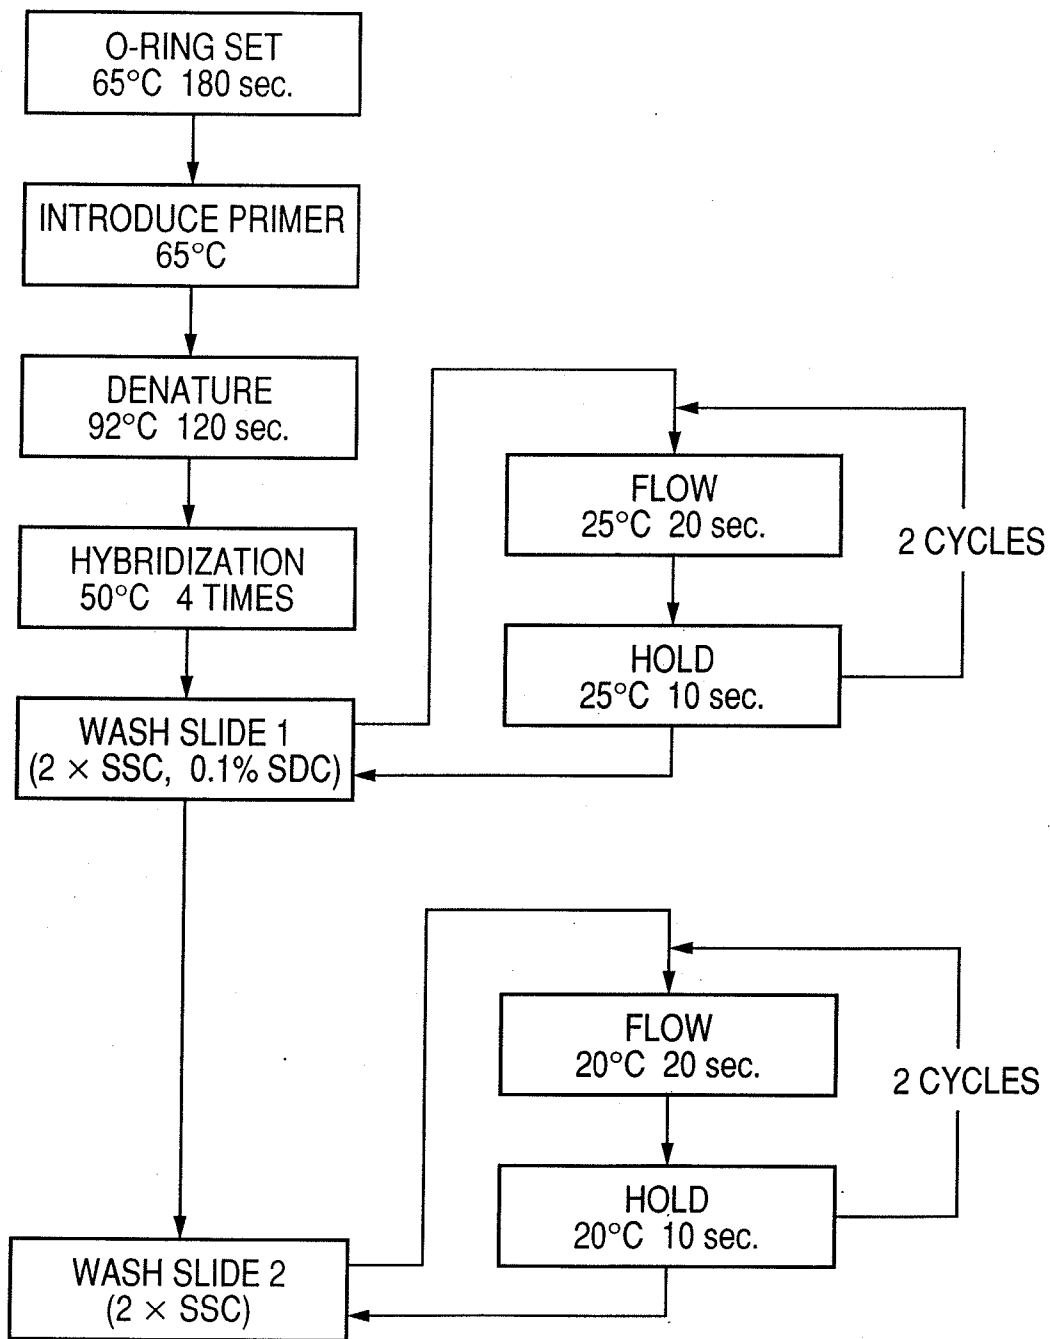 O-RING SET
65°C 180 sec.
INTRODUCE PRIMER
65°C
DENATURE
92°C 120 sec.
HYBRIDIZATION
50°C 4 TIMES
WASH SLIDE 1
(2 × SSC, 0.1% SDC)
FLOW
25°C 20 sec.
HOLD
25°C 10 sec.
2 CYCLES
WASH SLIDE 2
(2 × SSC)
FLOW
20°C 20 sec.
HOLD
20°C 10 sec.
2 CYCLES